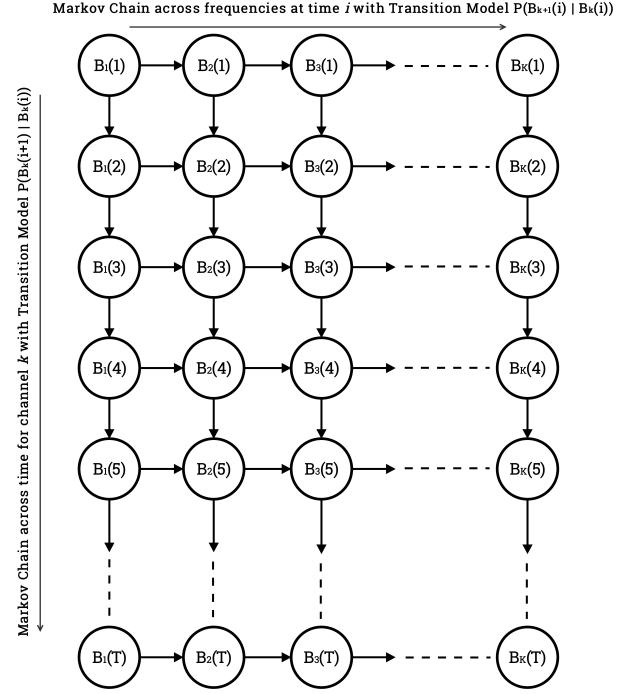 Markov Chain across frequencies at time i with Transition Model P(Bₖ₊₁(i) | Bₖ(i))
Markov Chain across time for channel k with Transition Model P(Bₖ(i+1) | Bₖ(i))
B₁(1) B₂(1) B₃(1) Bₖ(1)
B₁(2) B₂(2) B₃(2) Bₖ(2)
B₁(3) B₂(3) B₃(3) Bₖ(3)
B₁(4) B₂(4) B₃(4) Bₖ(4)
B₁(5) B₂(5) B₃(5) Bₖ(5)
B₁(T) B₂(T) B₃(T) Bₖ(T)